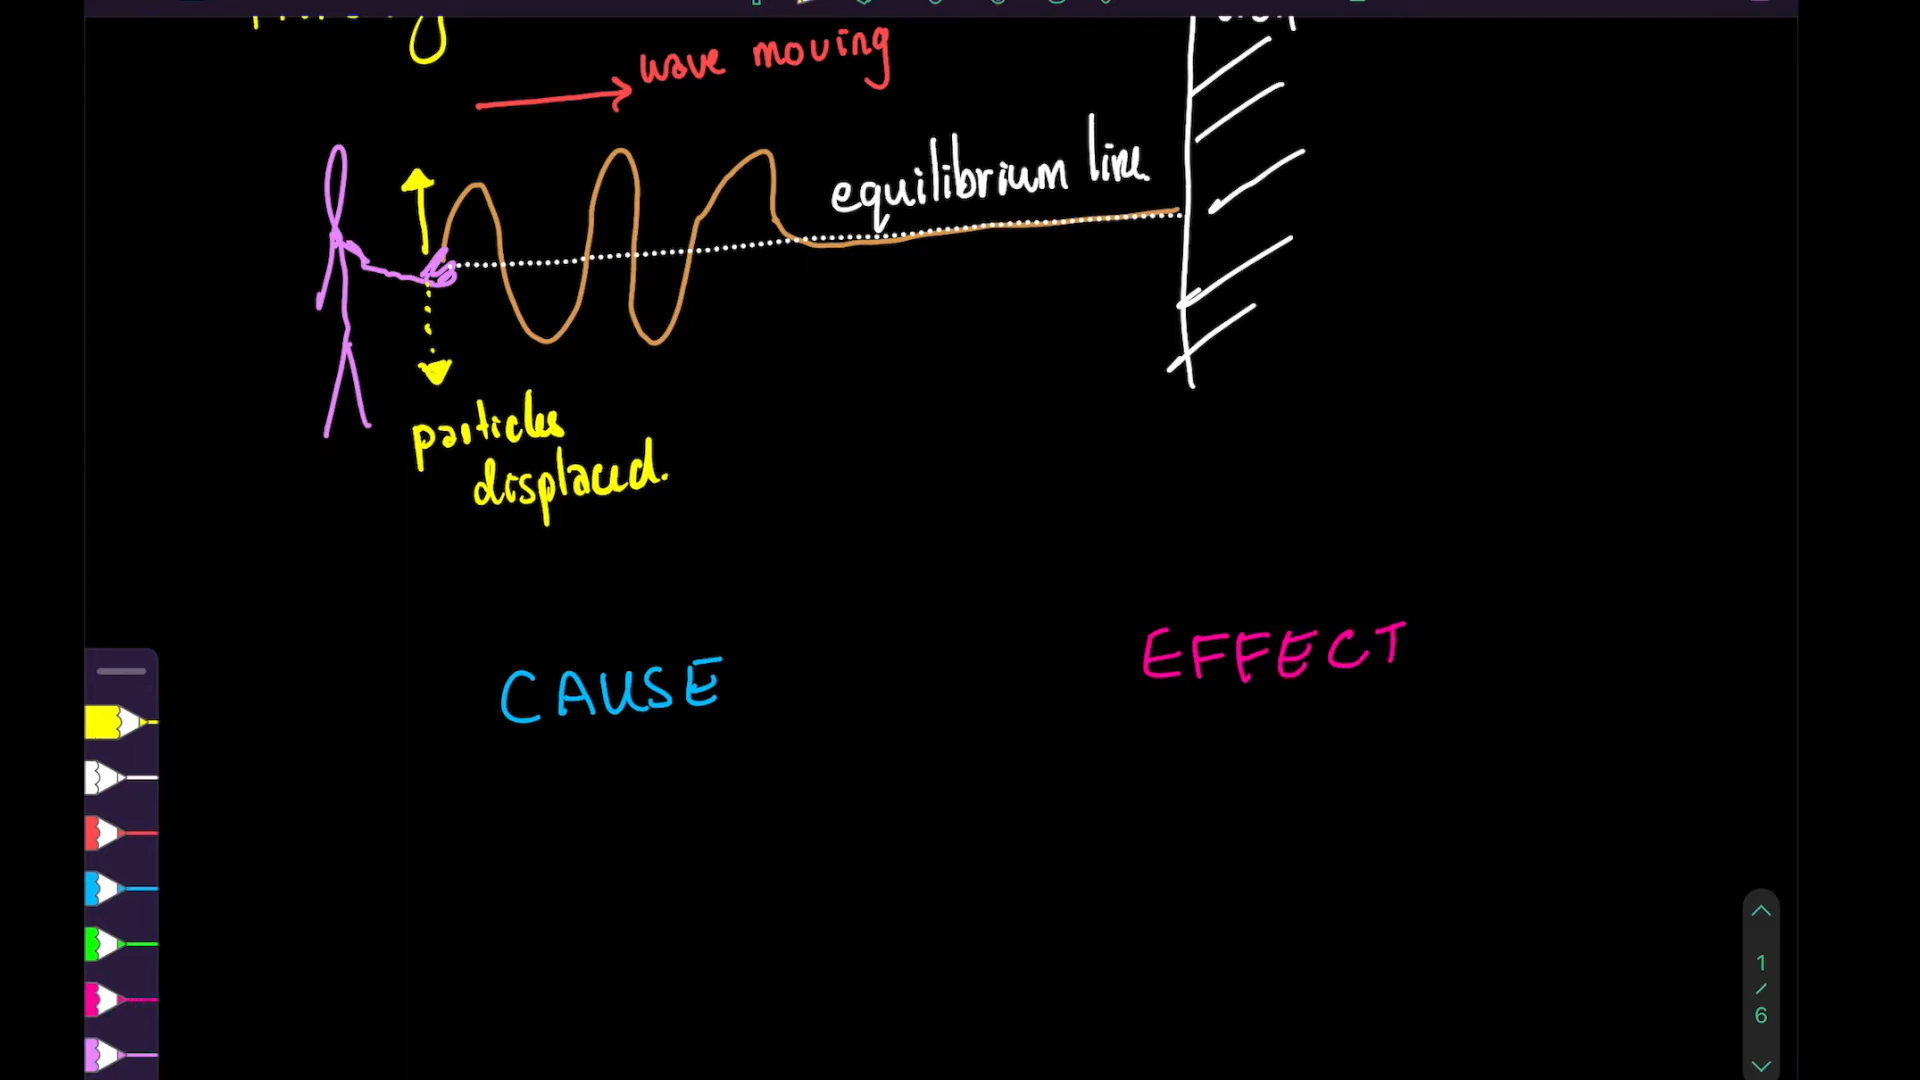 wave moving
equilibrium line
particles
displaced.
CAUSE
EFFECT
1
/
6